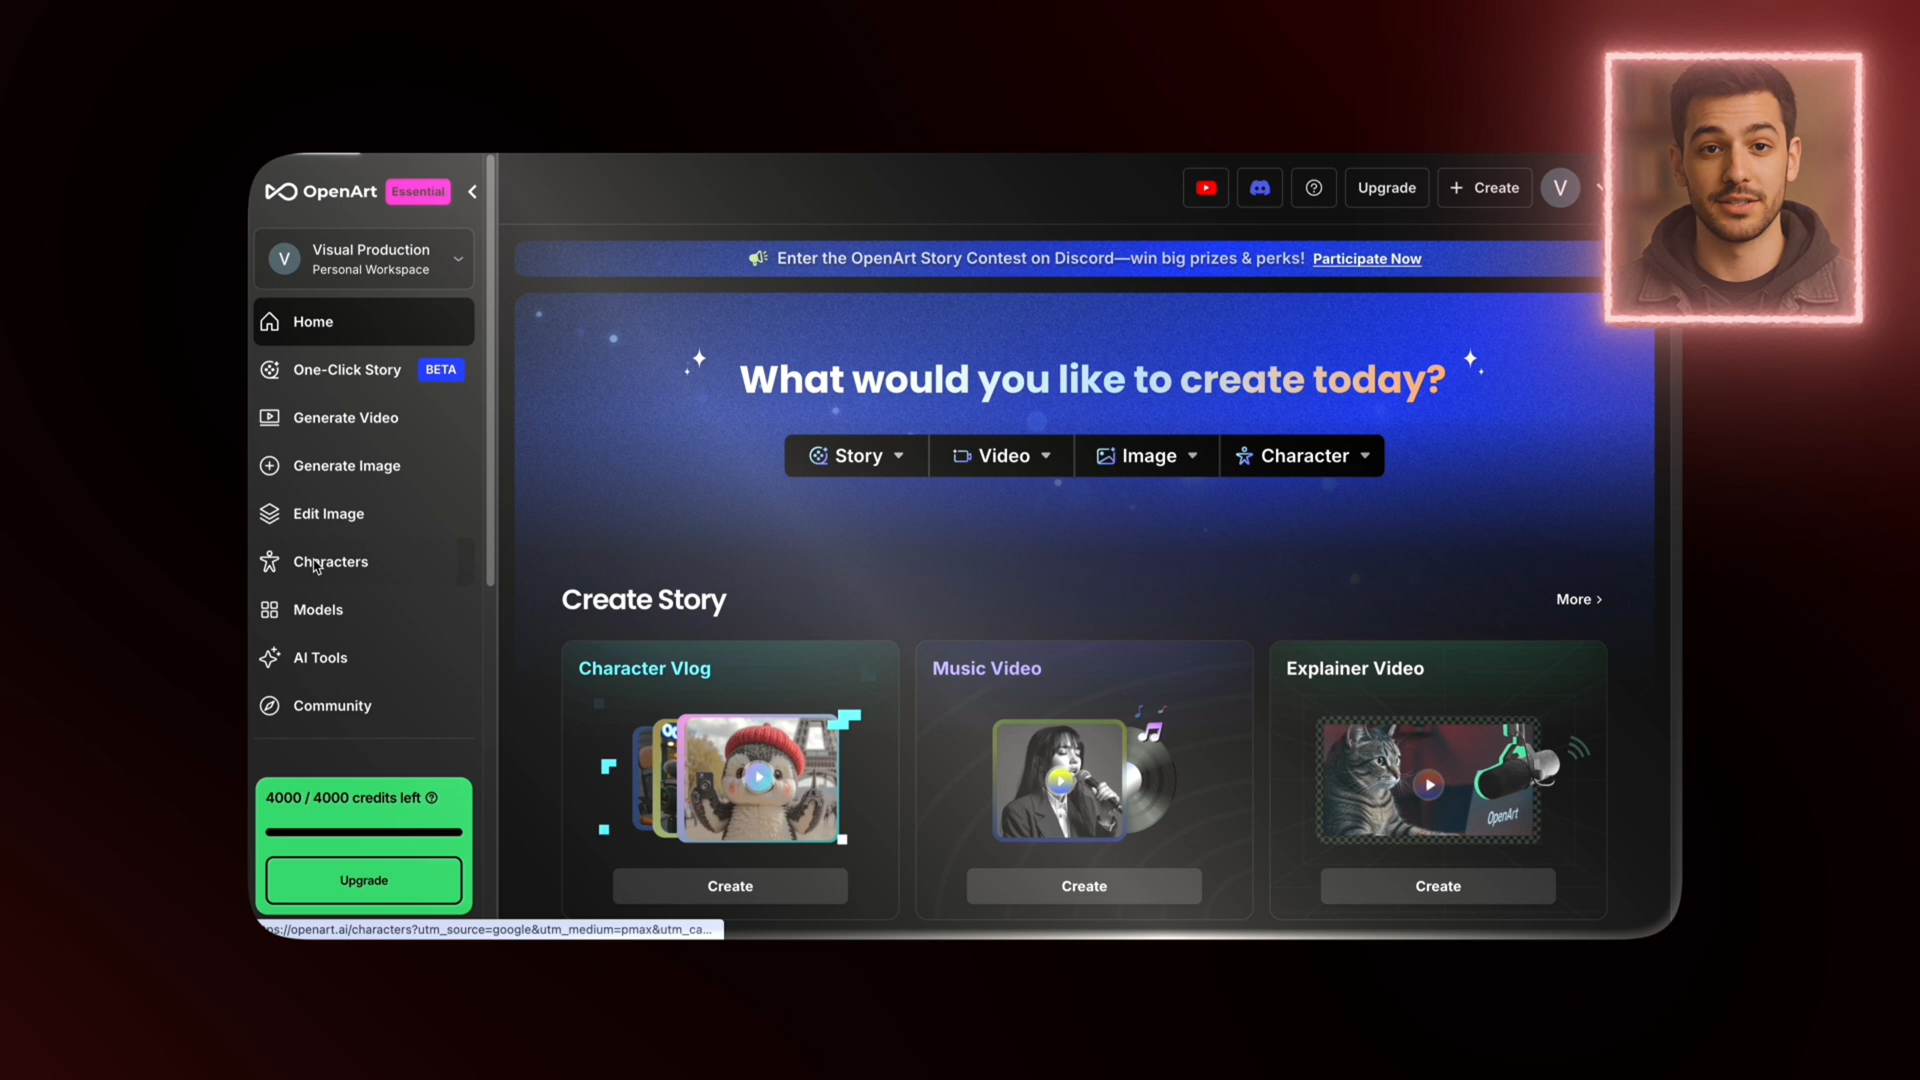 OpenArt Essential
Upgrade
+ Create
V
V
Visual Production
Personal Workspace
Enter the OpenArt Story Contest on Discord—win big prizes & perks! Participate Now
Home
One-Click Story BETA
Generate Video
Generate Image
Edit Image
Characters
Models
AI Tools
Community
4000 / 4000 credits left
Upgrade
ps://openart.ai/characters?utm_source=google&utm_medium=pmax&utm_ca...
What would you like to create today?
Story
Video
Image
Character
Create Story
More >
Character Vlog
Music Video
Explainer Video
OpenArt
Create
Create
Create